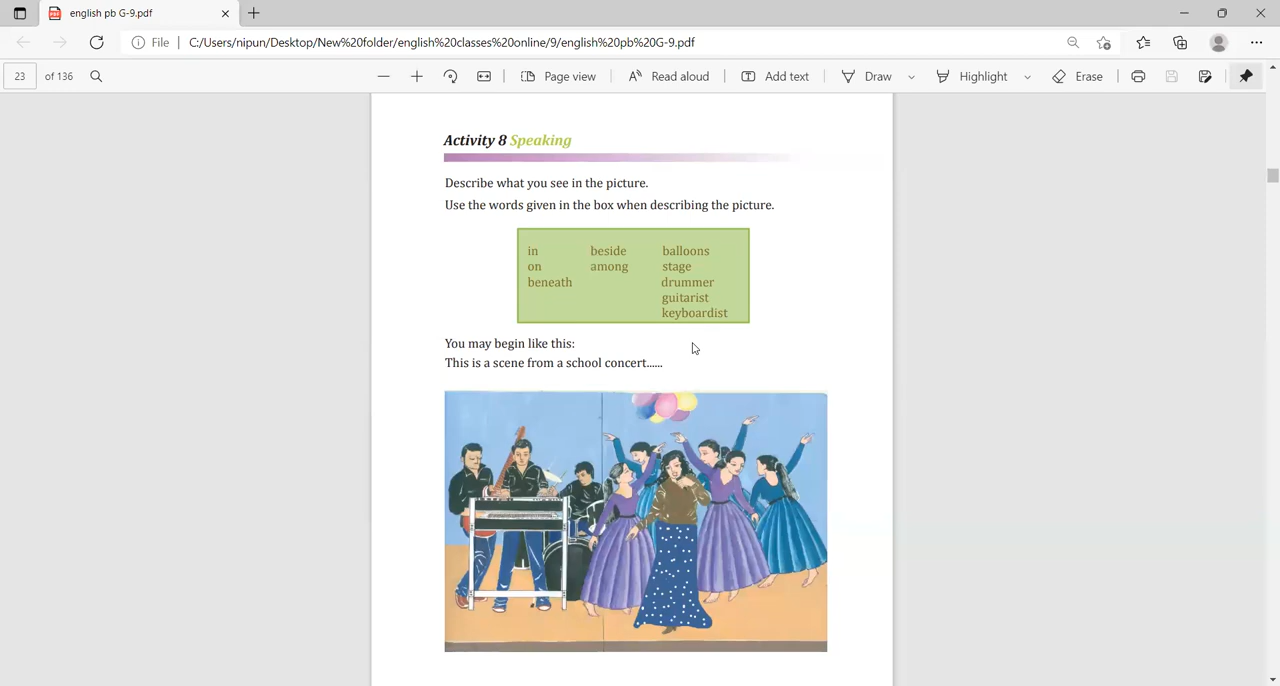 english pb G-9.pdf
File
C:/Users/nipun/Desktop/New%20folder/english%20classes%20online/9/english%20pb%20G-9.pdf
23 of 136 Page view Read aloud Add text Draw Highlight Erase
Activity 8 Speaking
Describe what you see in the picture.
Use the words given in the box when describing the picture.
in beside balloons
on among stage
beneath drummer
guitarist
keyboardist
You may begin like this:
This is a scene from a school concert......